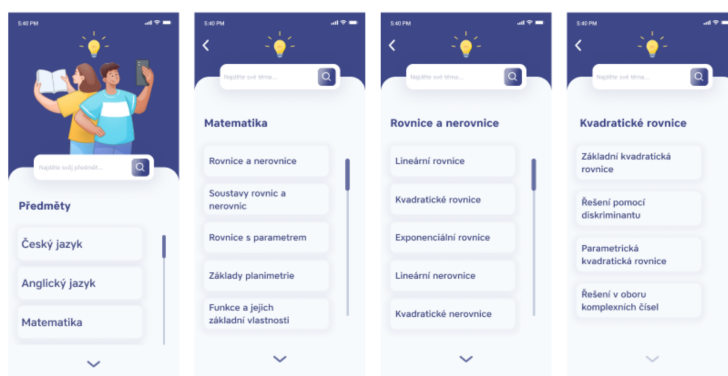 5:40 PM
Najděte svůj předmět...
Předměty
Český jazyk
Anglický jazyk
Matematika
5:40 PM
Najděte své téma...
Matematika
Rovnice a nerovnice
Soustavy rovnic a
nerovnic
Rovnice s parametrem
Základy planimetrie
Funkce a jejich
základní vlastnosti
5:40 PM
Najděte své téma...
Rovnice a nerovnice
Lineární rovnice
Kvadratické rovnice
Exponenciální rovnice
Lineární nerovnice
Kvadratické nerovnice
5:40 PM
Najděte své téma...
Kvadratické rovnice
Základní kvadratická
rovnice
Řešení pomocí
diskriminantu
Parametrická
kvadratická rovnice
Řešení v oboru
komplexních čísel